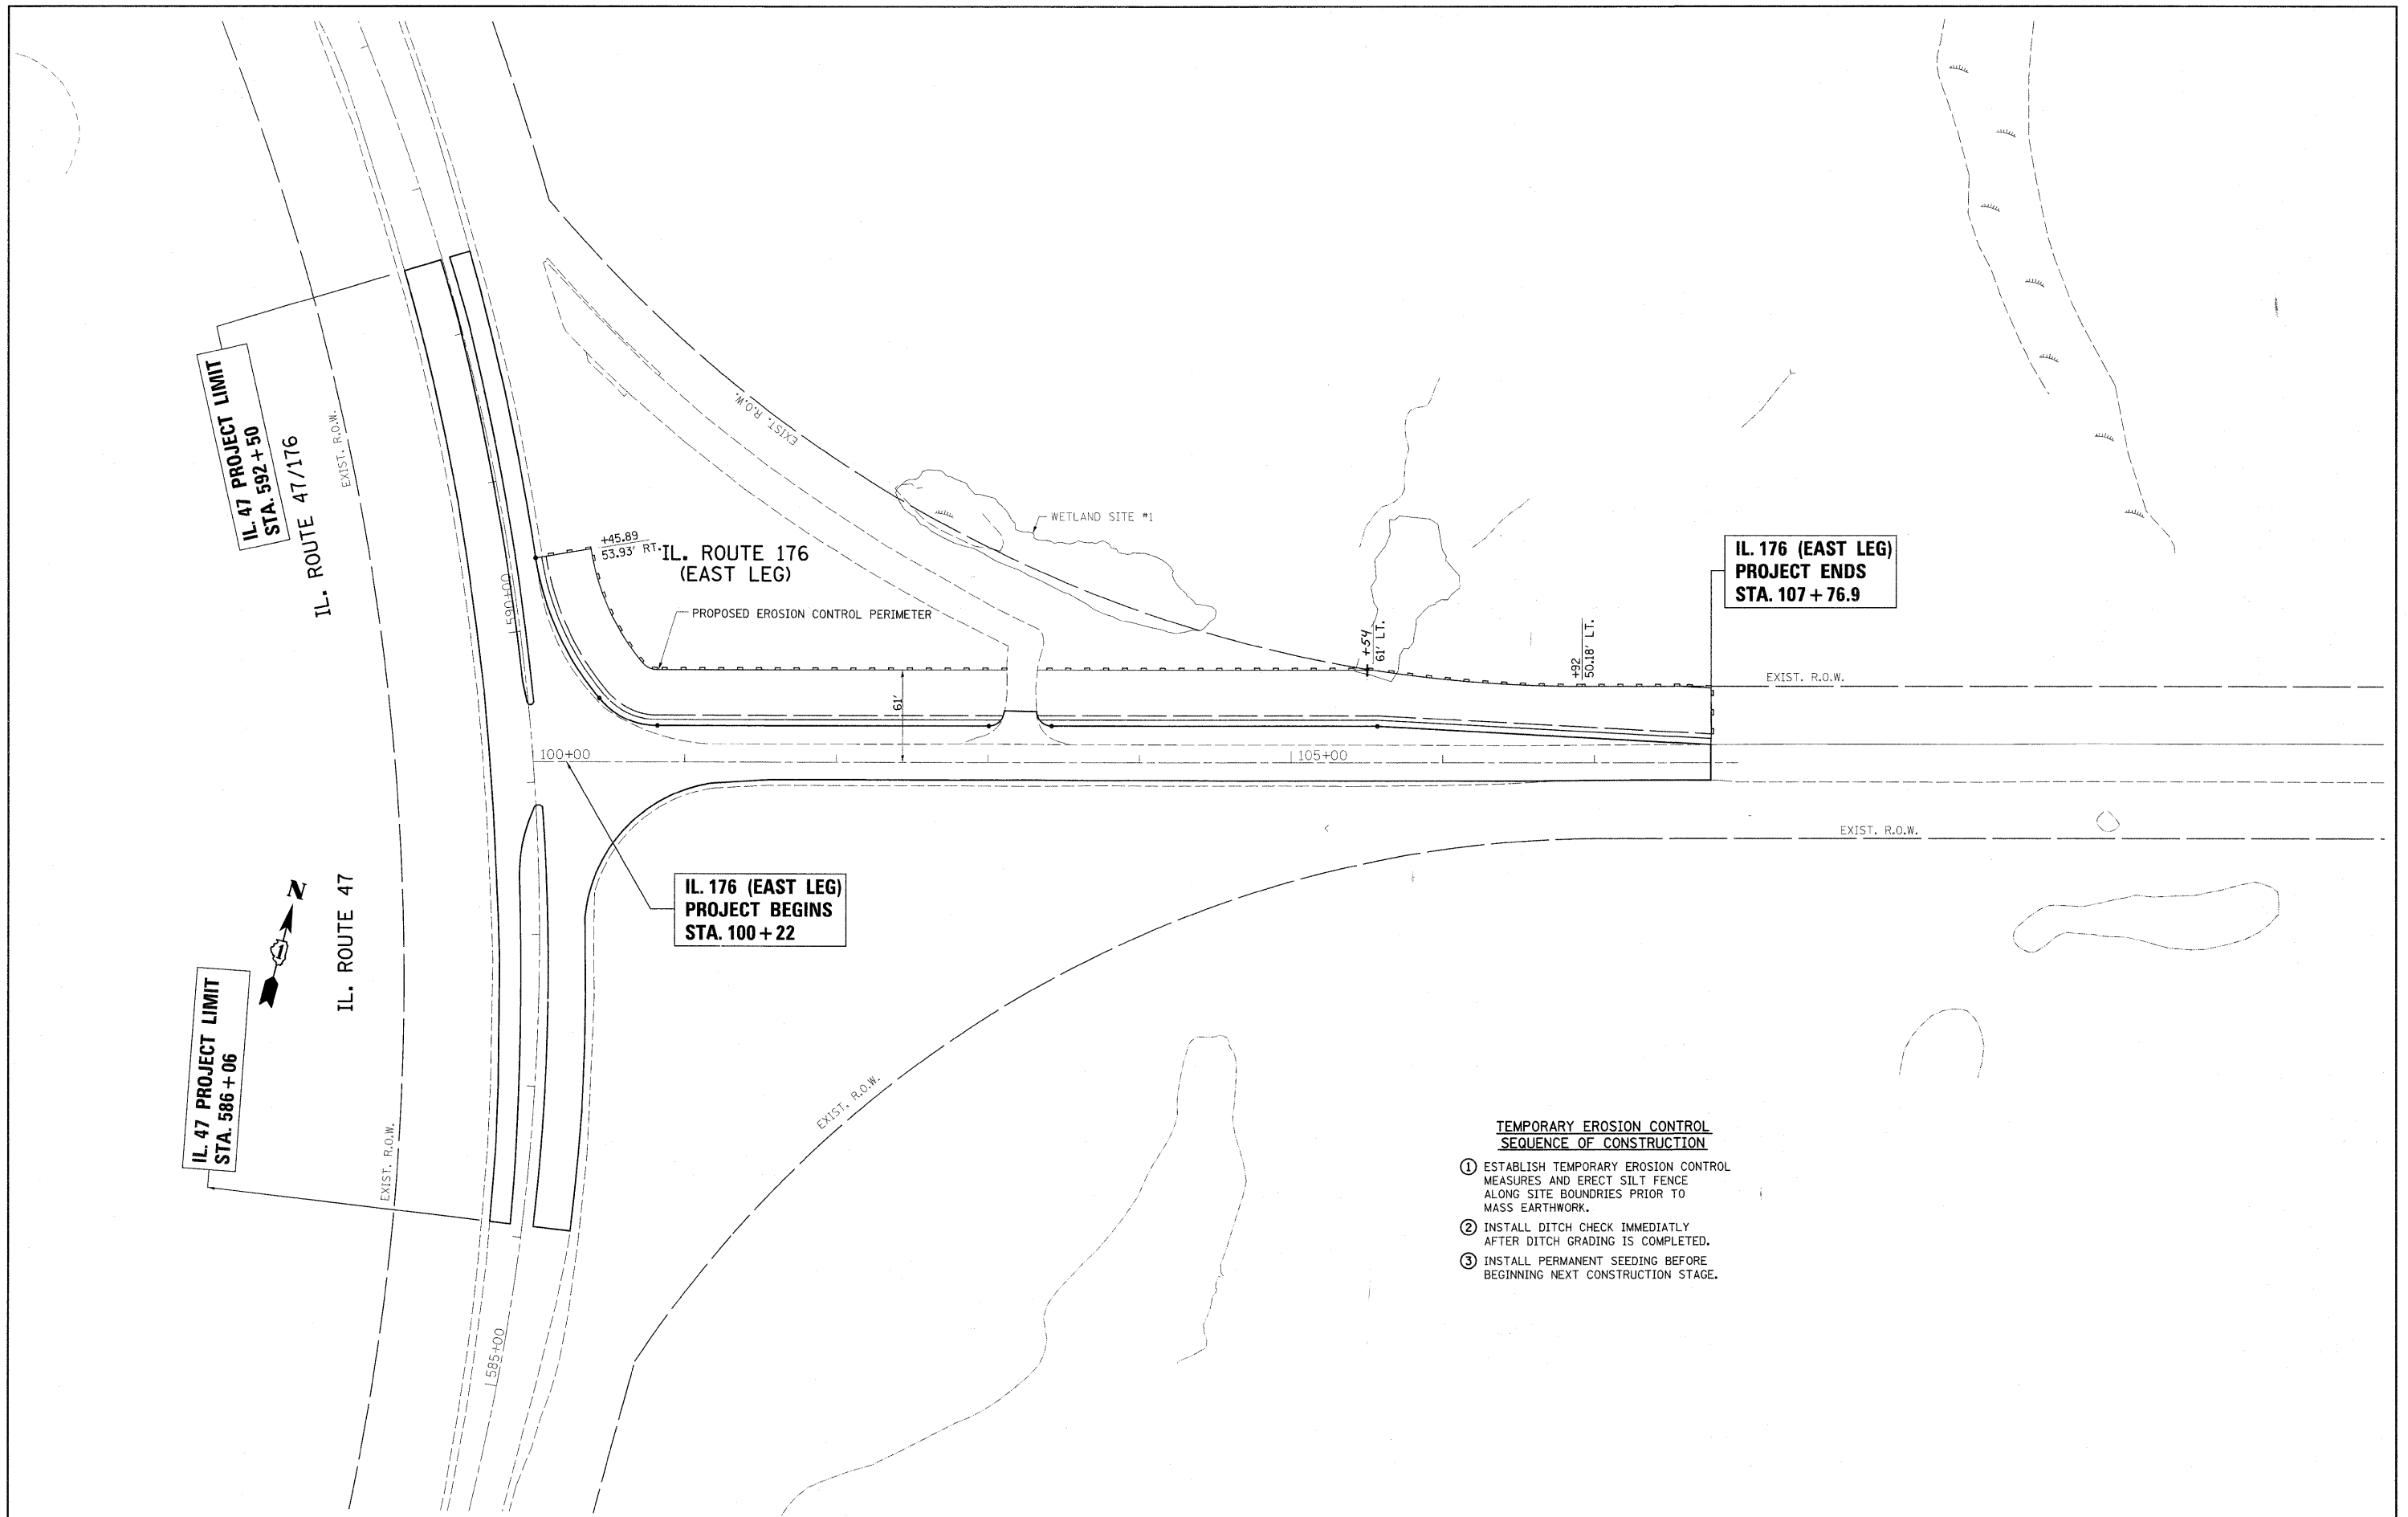 IL. 47 PROJECT LIMIT
STA. 592+50
IL. ROUTE 47/176
EXIST. R.O.W.
EXIST. R.O.W.
WETLAND SITE #1
590+00
+45.89
53.93' RT.
IL. ROUTE 176
(EAST LEG)
PROPOSED EROSION CONTROL PERIMETER
IL. 176 (EAST LEG)
PROJECT ENDS
STA. 107+76.9
+54
61' LT.
+92
50.18' LT.
EXIST. R.O.W.
61'
100+00
105+00
EXIST. R.O.W.
IL. 176 (EAST LEG)
PROJECT BEGINS
STA. 100+22
N
1
IL. ROUTE 47
IL. 47 PROJECT LIMIT
STA. 586+06
EXIST. R.O.W.
EXIST. R.O.W.
585+00
TEMPORARY EROSION CONTROL
SEQUENCE OF CONSTRUCTION
1 ESTABLISH TEMPORARY EROSION CONTROL
MEASURES AND ERECT SILT FENCE
ALONG SITE BOUNDRIES PRIOR TO
MASS EARTHWORK.
2 INSTALL DITCH CHECK IMMEDIATLY
AFTER DITCH GRADING IS COMPLETED.
3 INSTALL PERMANENT SEEDING BEFORE
BEGINNING NEXT CONSTRUCTION STAGE.